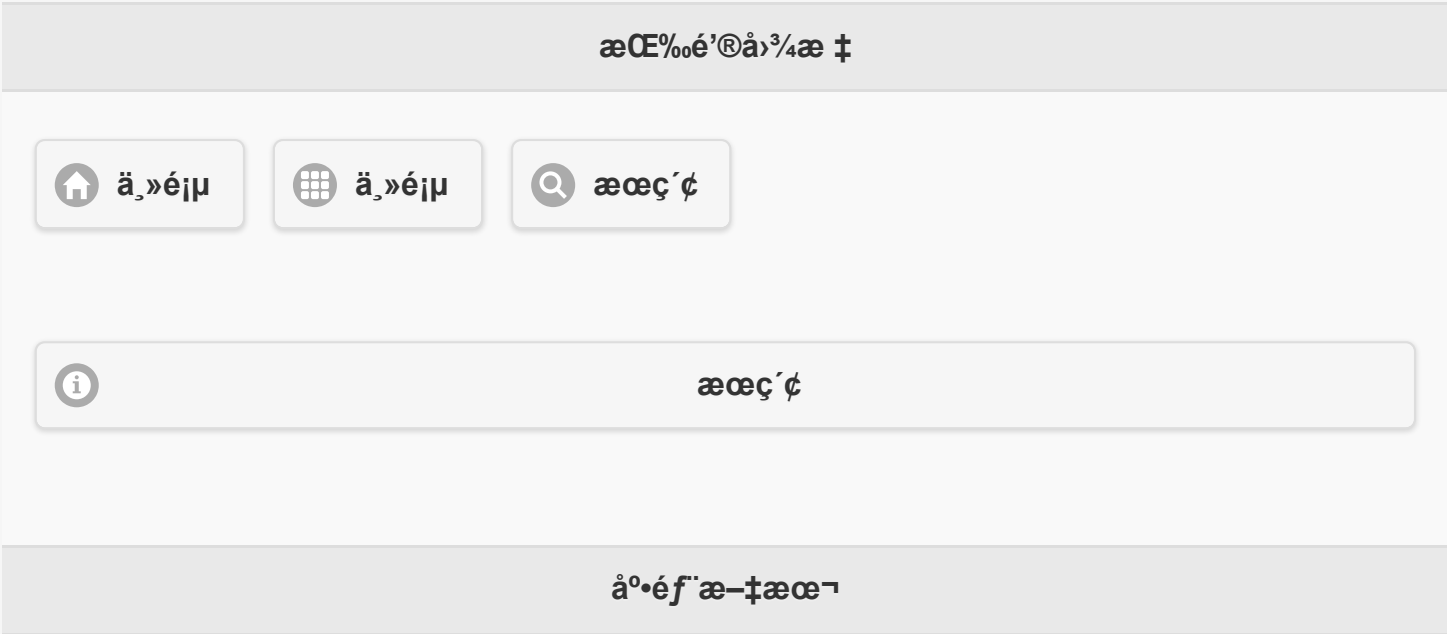 æŒ‰é’®å›¾æ ‡
ä¸»é¡µ
ä¸»é¡µ
æœç´¢
æœç´¢
åº•éƒ¨æ–‡æœ¬